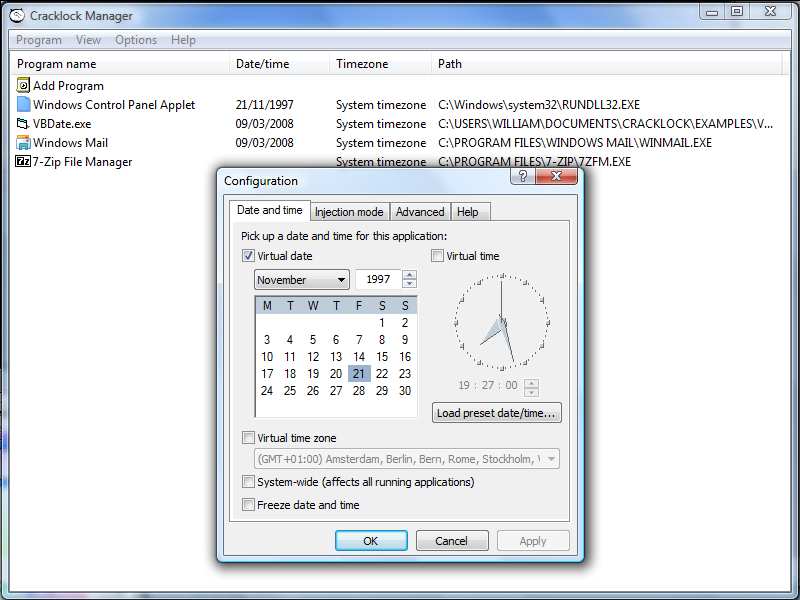 Cracklock Manager
Program View Options Help
Program name Date/time Timezone Path
Add Program
Windows Control Panel Applet 21/11/1997 System timezone C:\Windows\system32\RUNDLL32.EXE
VBDate.exe 09/03/2008 System timezone C:\USERS\WILLIAM\DOCUMENTS\CRACKLOCK\EXAMPLES\V...
Windows Mail 09/03/2008 System timezone C:\PROGRAM FILES\WINDOWS MAIL\WINMAIL.EXE
7z 7-Zip File Manager System timezone C:\PROGRAM FILES\7-ZIP\7ZFM.EXE
Configuration ?
Date and time Injection mode Advanced Help
Pick up a date and time for this application:
Virtual date Virtual time
November 1997
M T W T F S S
1 2
3 4 5 6 7 8 9
10 11 12 13 14 15 16
17 18 19 20 21 22 23
24 25 26 27 28 29 30
19 : 27 : 00
Load preset date/time...
Virtual time zone
(GMT+01:00) Amsterdam, Berlin, Bern, Rome, Stockholm,
System-wide (affects all running applications)
Freeze date and time
OK Cancel Apply